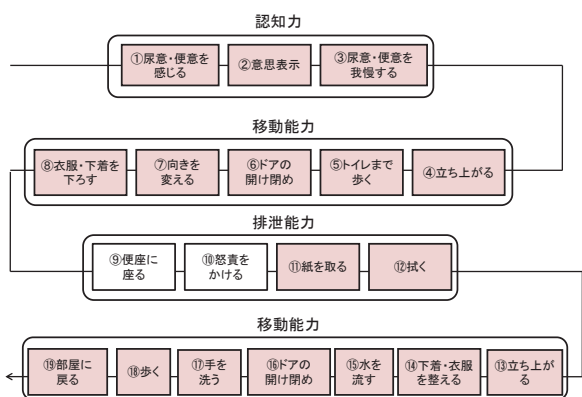 認知力
①尿意・便意を
感じる
②意思表示
③尿意・便意を
我慢する
移動能力
⑧衣服・下着を
下ろす
⑦向きを
変える
⑥ドアの
開け閉め
⑤トイレまで
歩く
④立ち上がる
排泄能力
⑨便座に
座る
⑩怒責を
かける
⑪紙を取る
⑫拭く
移動能力
⑲部屋に
戻る
⑱歩く
⑰手を
洗う
⑯ドアの
開け閉め
⑮水を
流す
⑭下着・衣服
を整える
⑬立ち上が
る